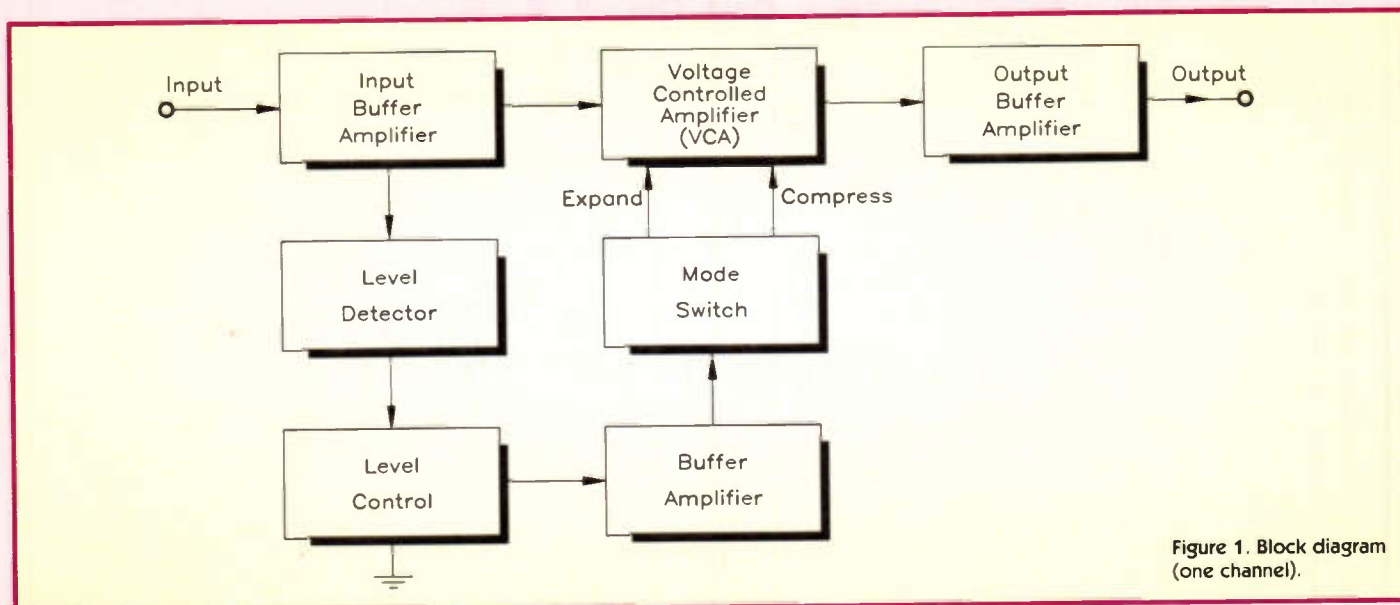 Input
Input
Buffer
Amplifier
Voltage
Controlled
Amplifier
(VCA)
Output
Buffer
Amplifier
Output
Expand
Compress
Level
Detector
Mode
Switch
Level
Control
Buffer
Amplifier
Figure 1. Block diagram
(one channel).